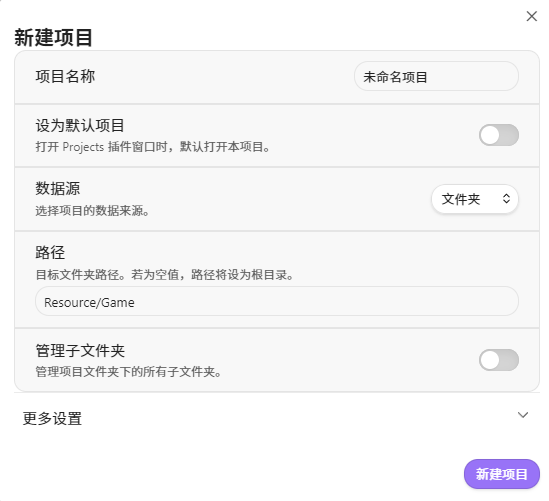 新建项目
项目名称
未命名项目
设为默认项目
打开 Projects 插件窗口时，默认打开本项目。
数据源
选择项目的数据来源。
文件夹
路径
目标文件夹路径。若为空值，路径将设为根目录。
Resource/Game
管理子文件夹
管理项目文件夹下的所有子文件夹。
更多设置
新建项目